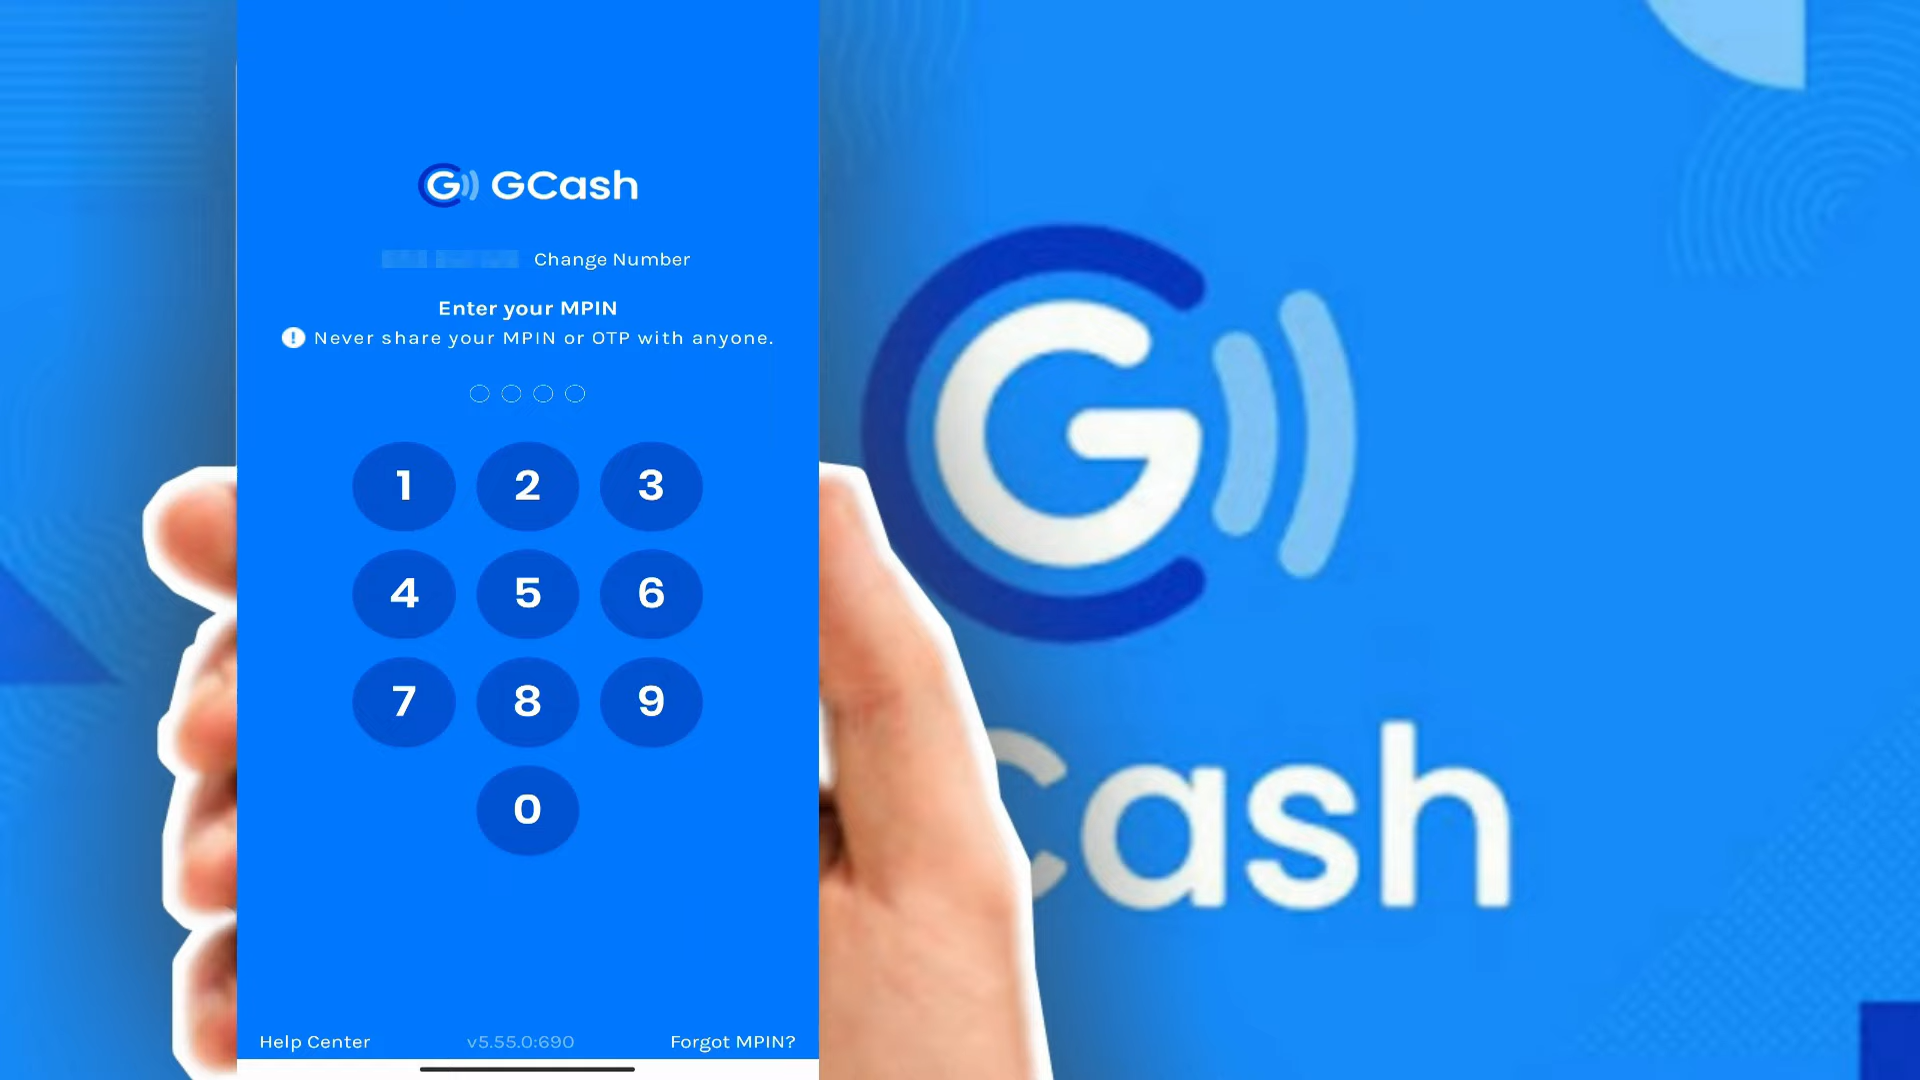 GCash
Change Number
Enter your MPIN
! Never share your MPIN or OTP with anyone.
1 2 3
4 5 6
7 8 9
0
Help Center v5.55.0:690 Forgot MPIN?
G
Cash